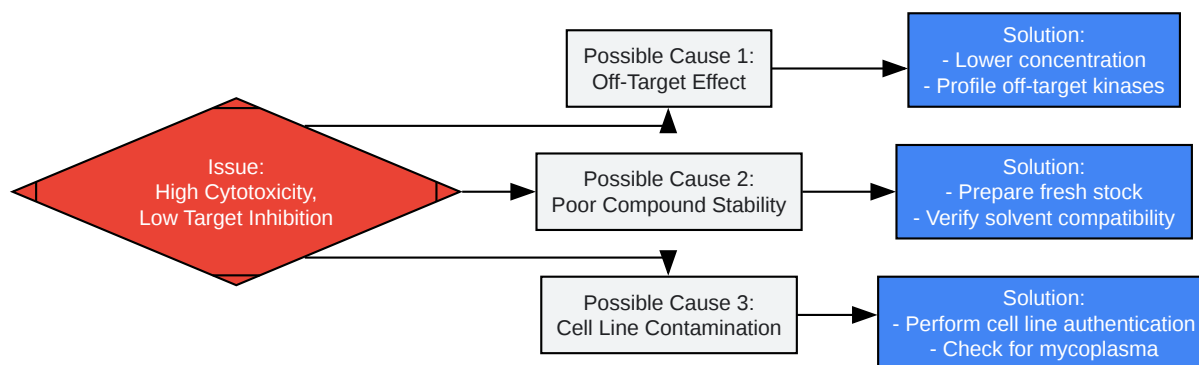 Issue:
High Cytotoxicity,
Low Target Inhibition
Possible Cause 1:
Off-Target Effect
Solution:
- Lower concentration
- Profile off-target kinases
Possible Cause 2:
Poor Compound Stability
Solution:
- Prepare fresh stock
- Verify solvent compatibility
Possible Cause 3:
Cell Line Contamination
Solution:
- Perform cell line authentication
- Check for mycoplasma